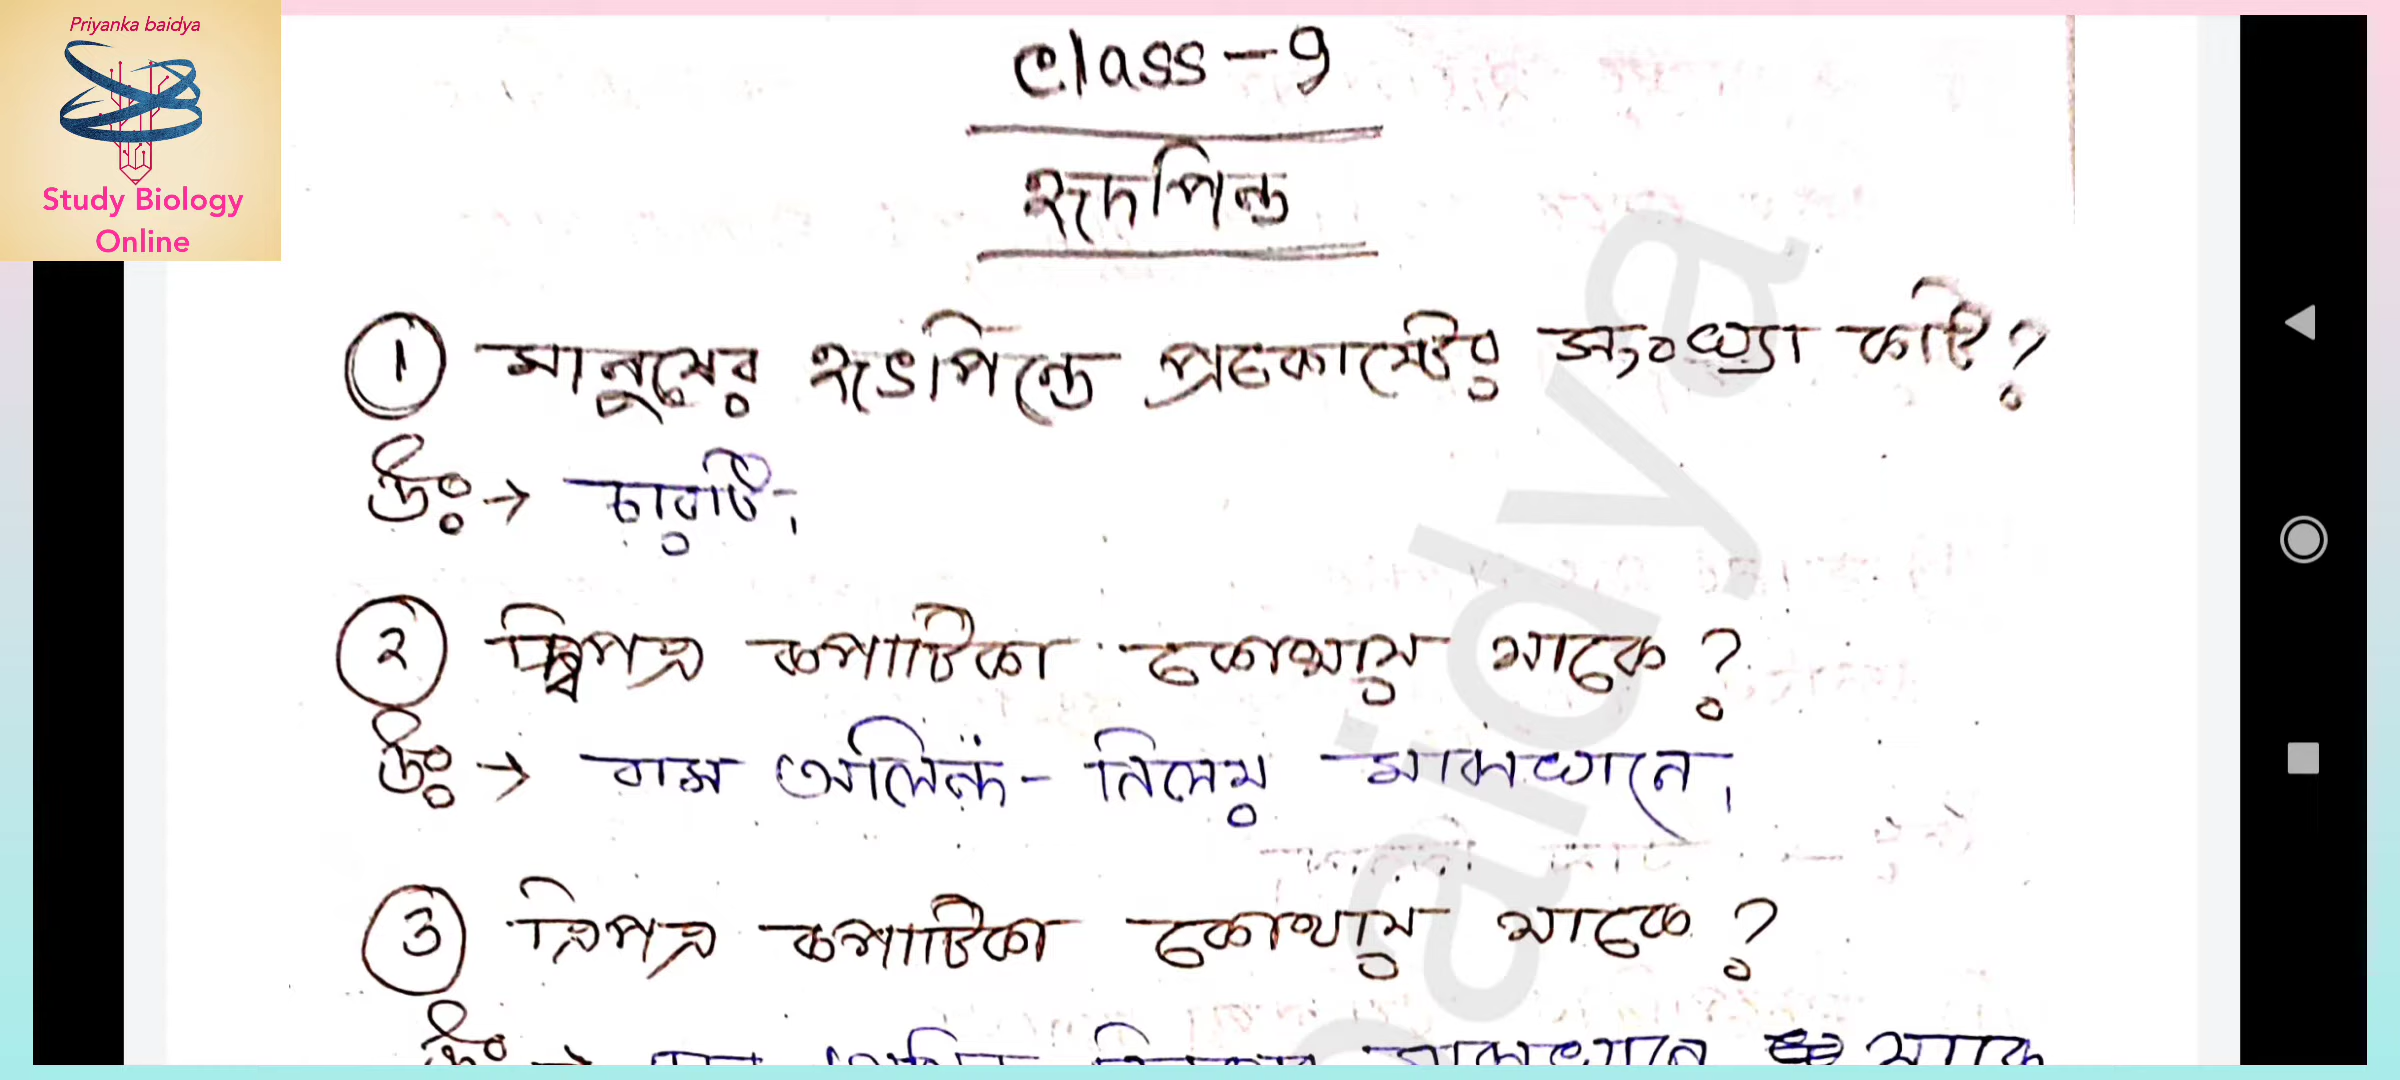 Priyanka baidya
Study Biology
Online
Class-9
হৃদপিন্ড
① মানুষের হৃৎপিন্ডে প্রকোষ্ঠের সংখ্যা কটি?
উঃ→ চারটি।
② দ্বিপত্র কপাটিকা কোথায় থাকে?
উঃ→ বাম অলিন্দ-নিলয় মাঝখানে।
③ ত্রিপত্র কপাটিকা কোথায় থাকে?
উঃ→
aidya